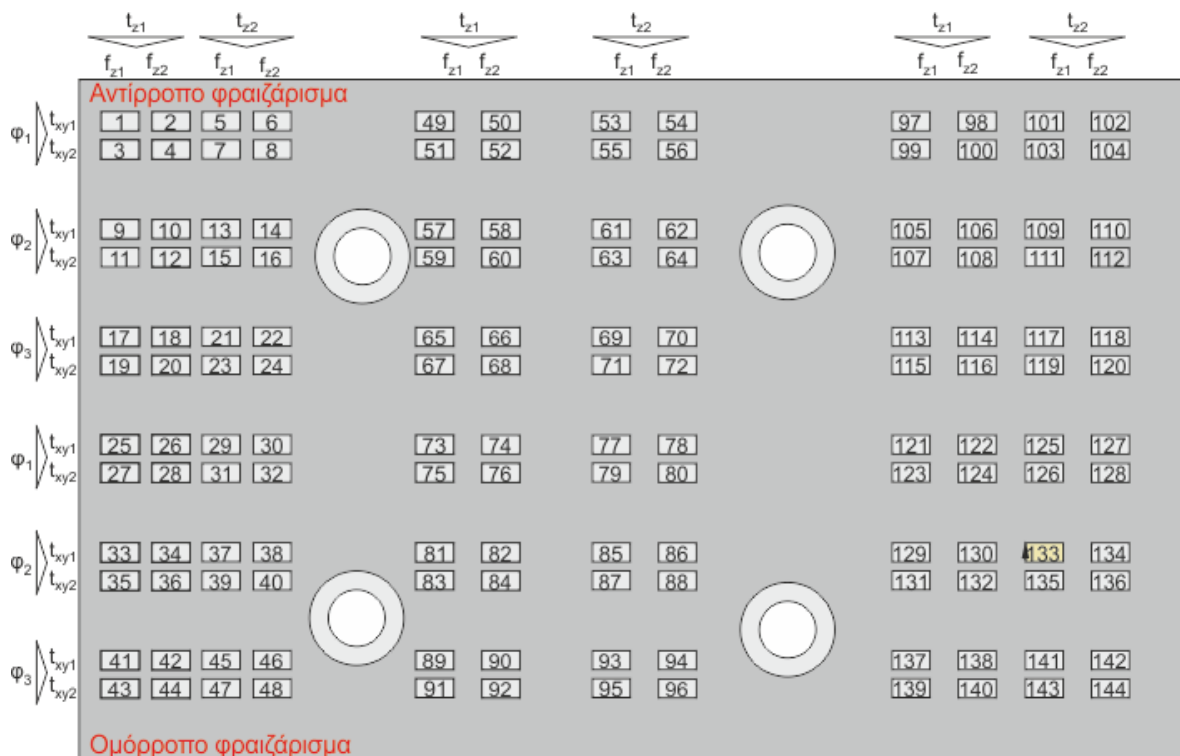 tz1 tz2 tz1 tz2 tz1 tz2
fz1 fz2 fz1 fz2 fz1 fz2 fz1 fz2 fz1 fz2 fz1 fz2
Αντίρροπο φραιζάρισμα
φ1 txy1 1 2 5 6 49 50 53 54 97 98 101 102
txy2 3 4 7 8 51 52 55 56 99 100 103 104
φ2 txy1 9 10 13 14 57 58 61 62 105 106 109 110
txy2 11 12 15 16 59 60 63 64 107 108 111 112
φ3 txy1 17 18 21 22 65 66 69 70 113 114 117 118
txy2 19 20 23 24 67 68 71 72 115 116 119 120
φ1 txy1 25 26 29 30 73 74 77 78 121 122 125 127
txy2 27 28 31 32 75 76 79 80 123 124 126 128
φ2 txy1 33 34 37 38 81 82 85 86 129 130 133 134
txy2 35 36 39 40 83 84 87 88 131 132 135 136
φ3 txy1 41 42 45 46 89 90 93 94 137 138 141 142
txy2 43 44 47 48 91 92 95 96 139 140 143 144
Ομόρροπο φραιζάρισμα